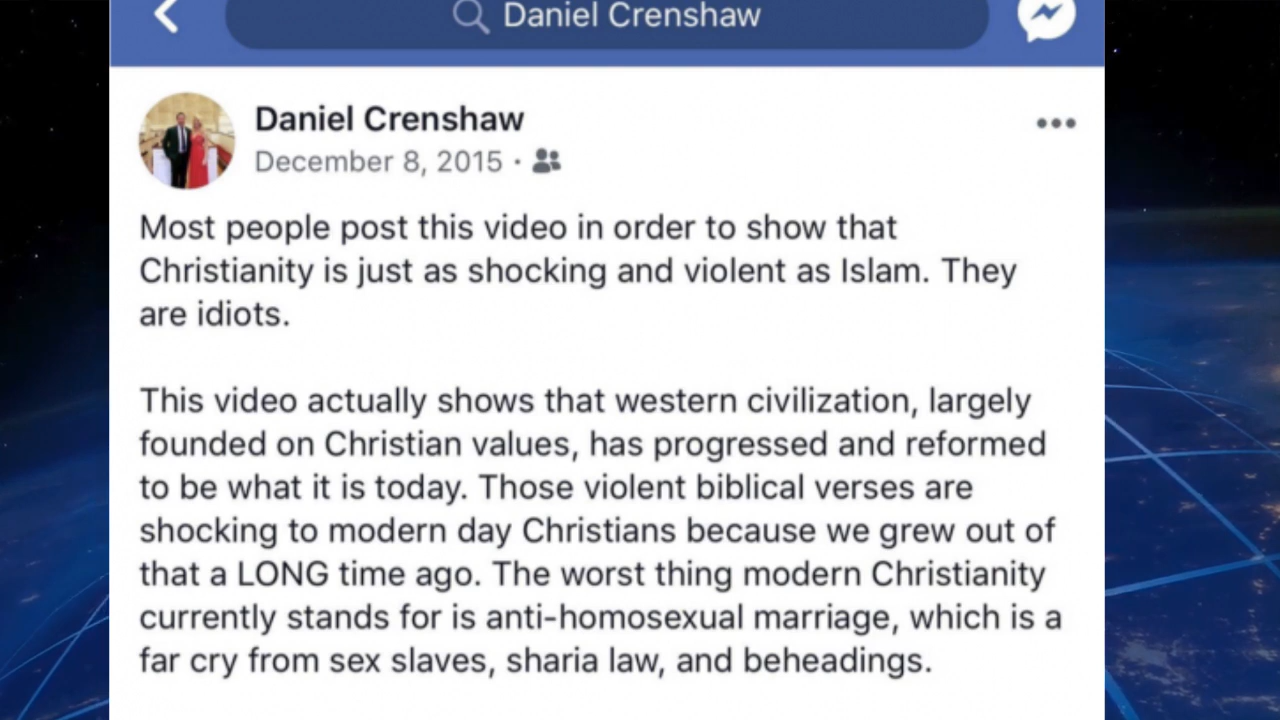 Daniel Crenshaw
Daniel Crenshaw
December 8, 2015 ·
Most people post this video in order to show that
Christianity is just as shocking and violent as Islam. They
are idiots.
This video actually shows that western civilization, largely
founded on Christian values, has progressed and reformed
to be what it is today. Those violent biblical verses are
shocking to modern day Christians because we grew out of
that a LONG time ago. The worst thing modern Christianity
currently stands for is anti-homosexual marriage, which is a
far cry from sex slaves, sharia law, and beheadings.